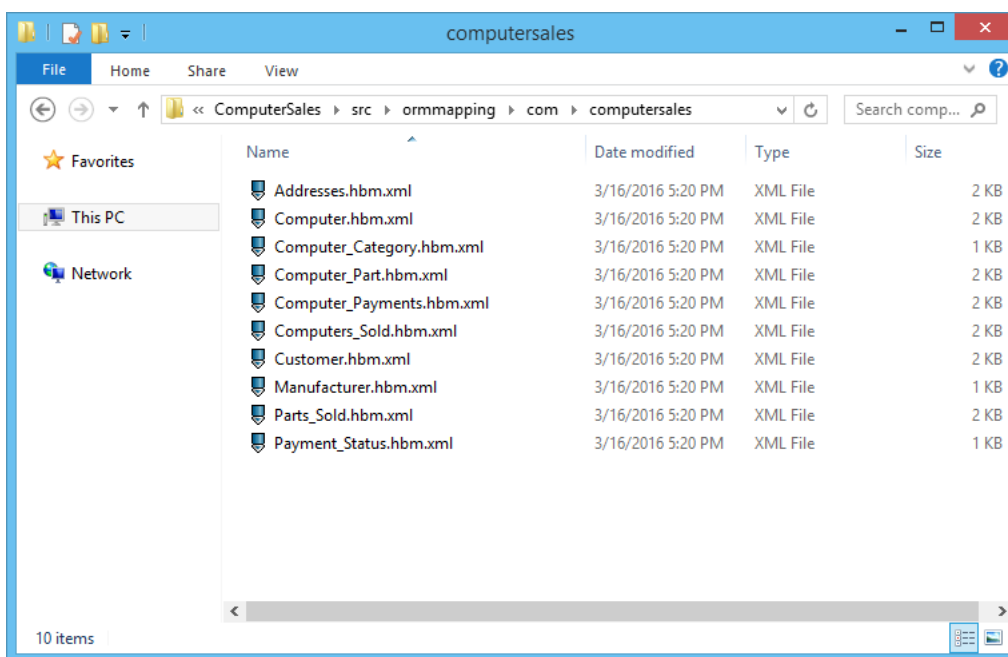 computersales
File Home Share View
« ComputerSales src ormmapping com computersales Search comp...
Favorites
This PC
Network
Name Date modified Type Size
Addresses.hbm.xml 3/16/2016 5:20 PM XML File 2 KB
Computer.hbm.xml 3/16/2016 5:20 PM XML File 2 KB
Computer_Category.hbm.xml 3/16/2016 5:20 PM XML File 1 KB
Computer_Part.hbm.xml 3/16/2016 5:20 PM XML File 2 KB
Computer_Payments.hbm.xml 3/16/2016 5:20 PM XML File 2 KB
Computers_Sold.hbm.xml 3/16/2016 5:20 PM XML File 2 KB
Customer.hbm.xml 3/16/2016 5:20 PM XML File 2 KB
Manufacturer.hbm.xml 3/16/2016 5:20 PM XML File 1 KB
Parts_Sold.hbm.xml 3/16/2016 5:20 PM XML File 2 KB
Payment_Status.hbm.xml 3/16/2016 5:20 PM XML File 1 KB
10 items